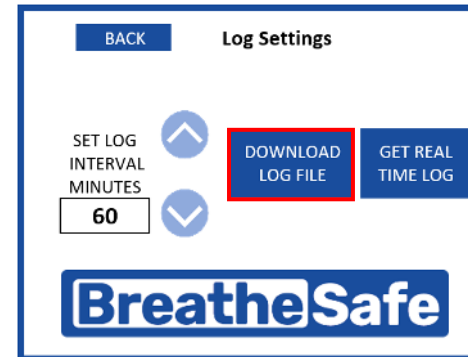 BACK
Log Settings
SET LOG
INTERVAL
MINUTES
60
DOWNLOAD
LOG FILE
GET REAL
TIME LOG
BreatheSafe